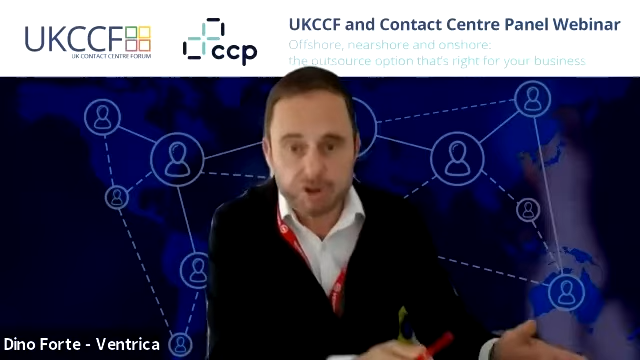 UKCCF
UK CONTACT CENTRE FORUM
ccp
UKCCF and Contact Centre Panel Webinar
Offshore, nearshore and onshore:
the outsource option that's right for your business
Dino Forte - Ventrica